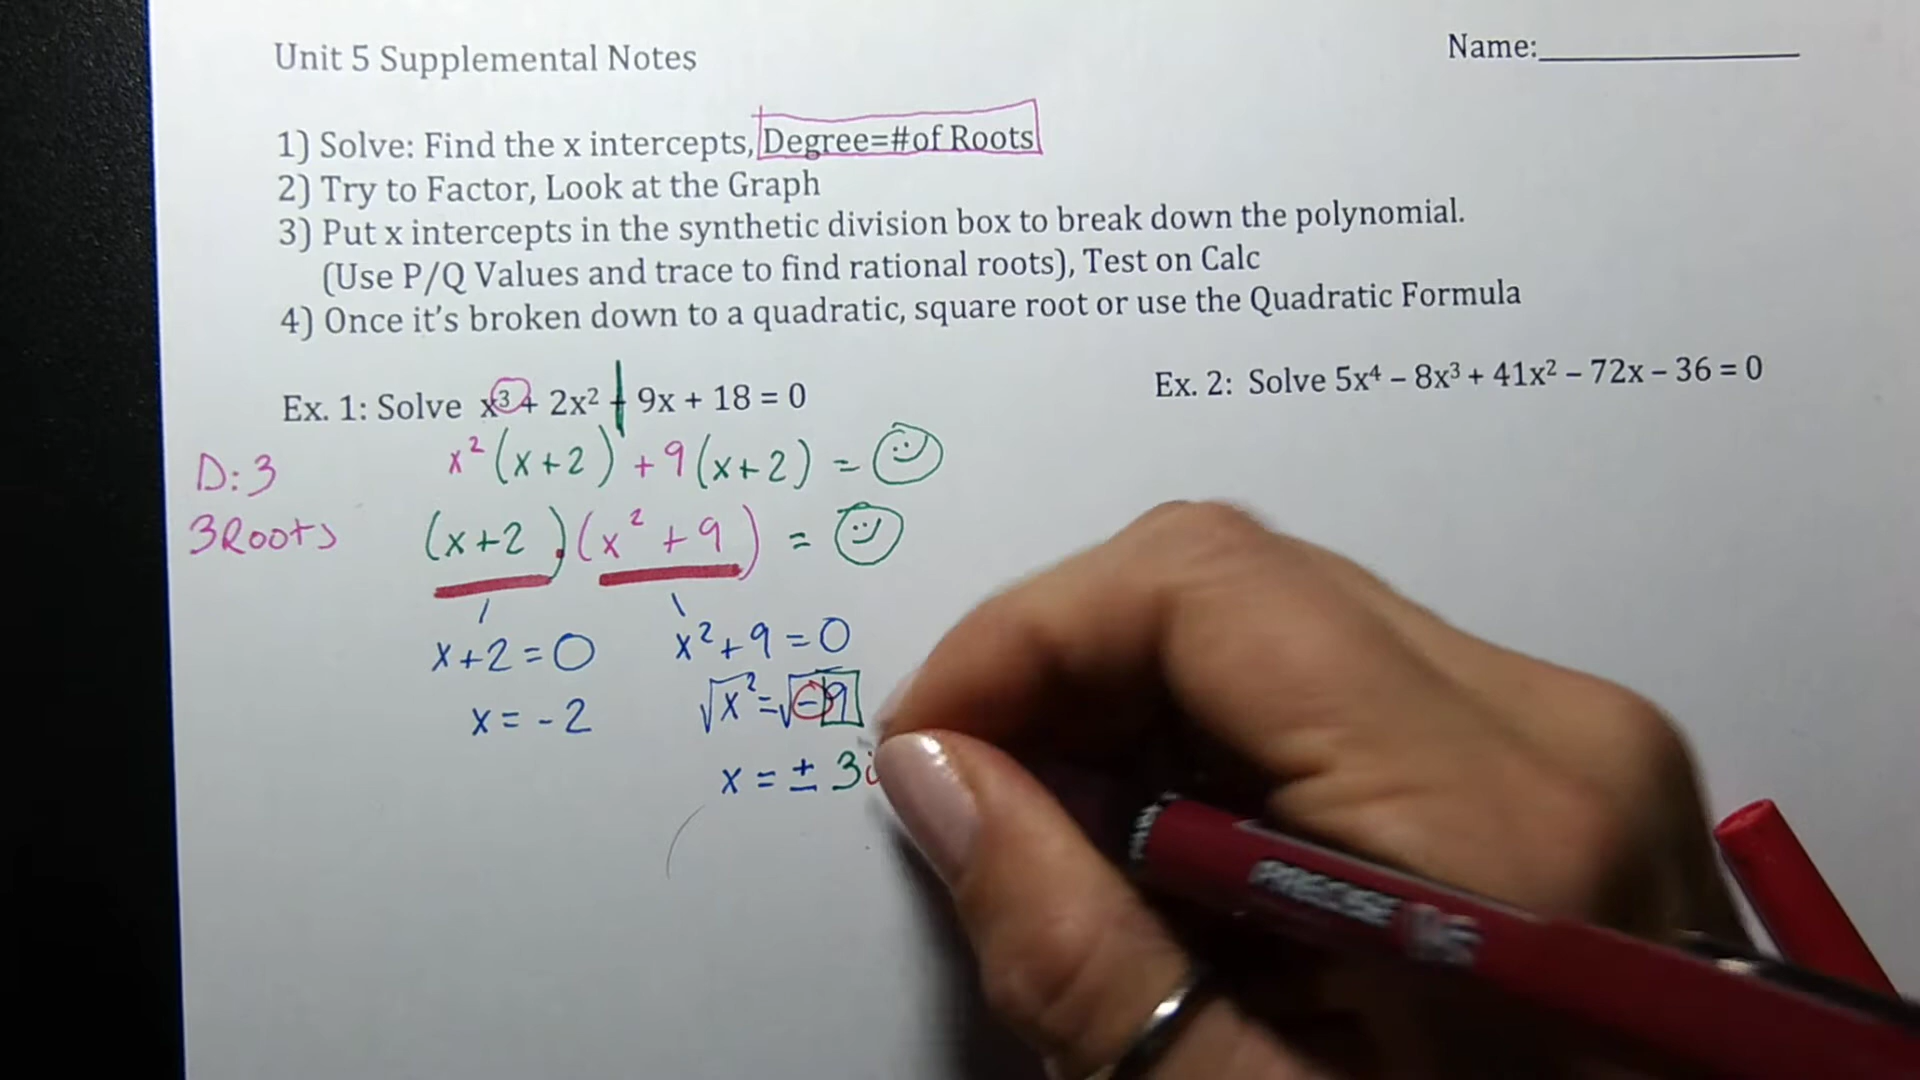 Unit 5 Supplemental Notes
Name:
1) Solve: Find the x intercepts, Degree=#of Roots
2) Try to Factor, Look at the Graph
3) Put x intercepts in the synthetic division box to break down the polynomial.
(Use P/Q Values and trace to find rational roots), Test on Calc
4) Once it's broken down to a quadratic, square root or use the Quadratic Formula
Ex. 1: Solve x³ + 2x² + 9x + 18 = 0
Ex. 2: Solve 5x⁴ – 8x³ + 41x² – 72x – 36 = 0
D: 3
x² (x+2) + 9 (x+2) =
3 Roots
(x+2) (x² + 9) =
x+2=0
x²+9=0
x = -2
√x² = √-9
x = ± 3i
PRECISE V5